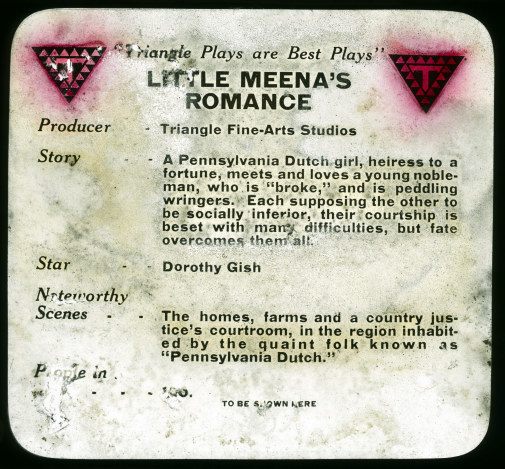 "Triangle Plays are Best Plays"
LITTLE MEENA'S
ROMANCE
Producer - Triangle Fine-Arts Studios
Story - - A Pennsylvania Dutch girl, heiress to a
fortune, meets and loves a young noble-
man, who is "broke," and is peddling
wringers. Each supposing the other to
be socially inferior, their courtship is
beset with many difficulties, but fate
overcomes them all.
Star - - Dorothy Gish
Noteworthy
Scenes - - The homes, farms and a country jus-
tice's courtroom, in the region inhabit-
ed by the quaint folk known as
"Pennsylvania Dutch."
People in
- - - 100.
TO BE SHOWN HERE